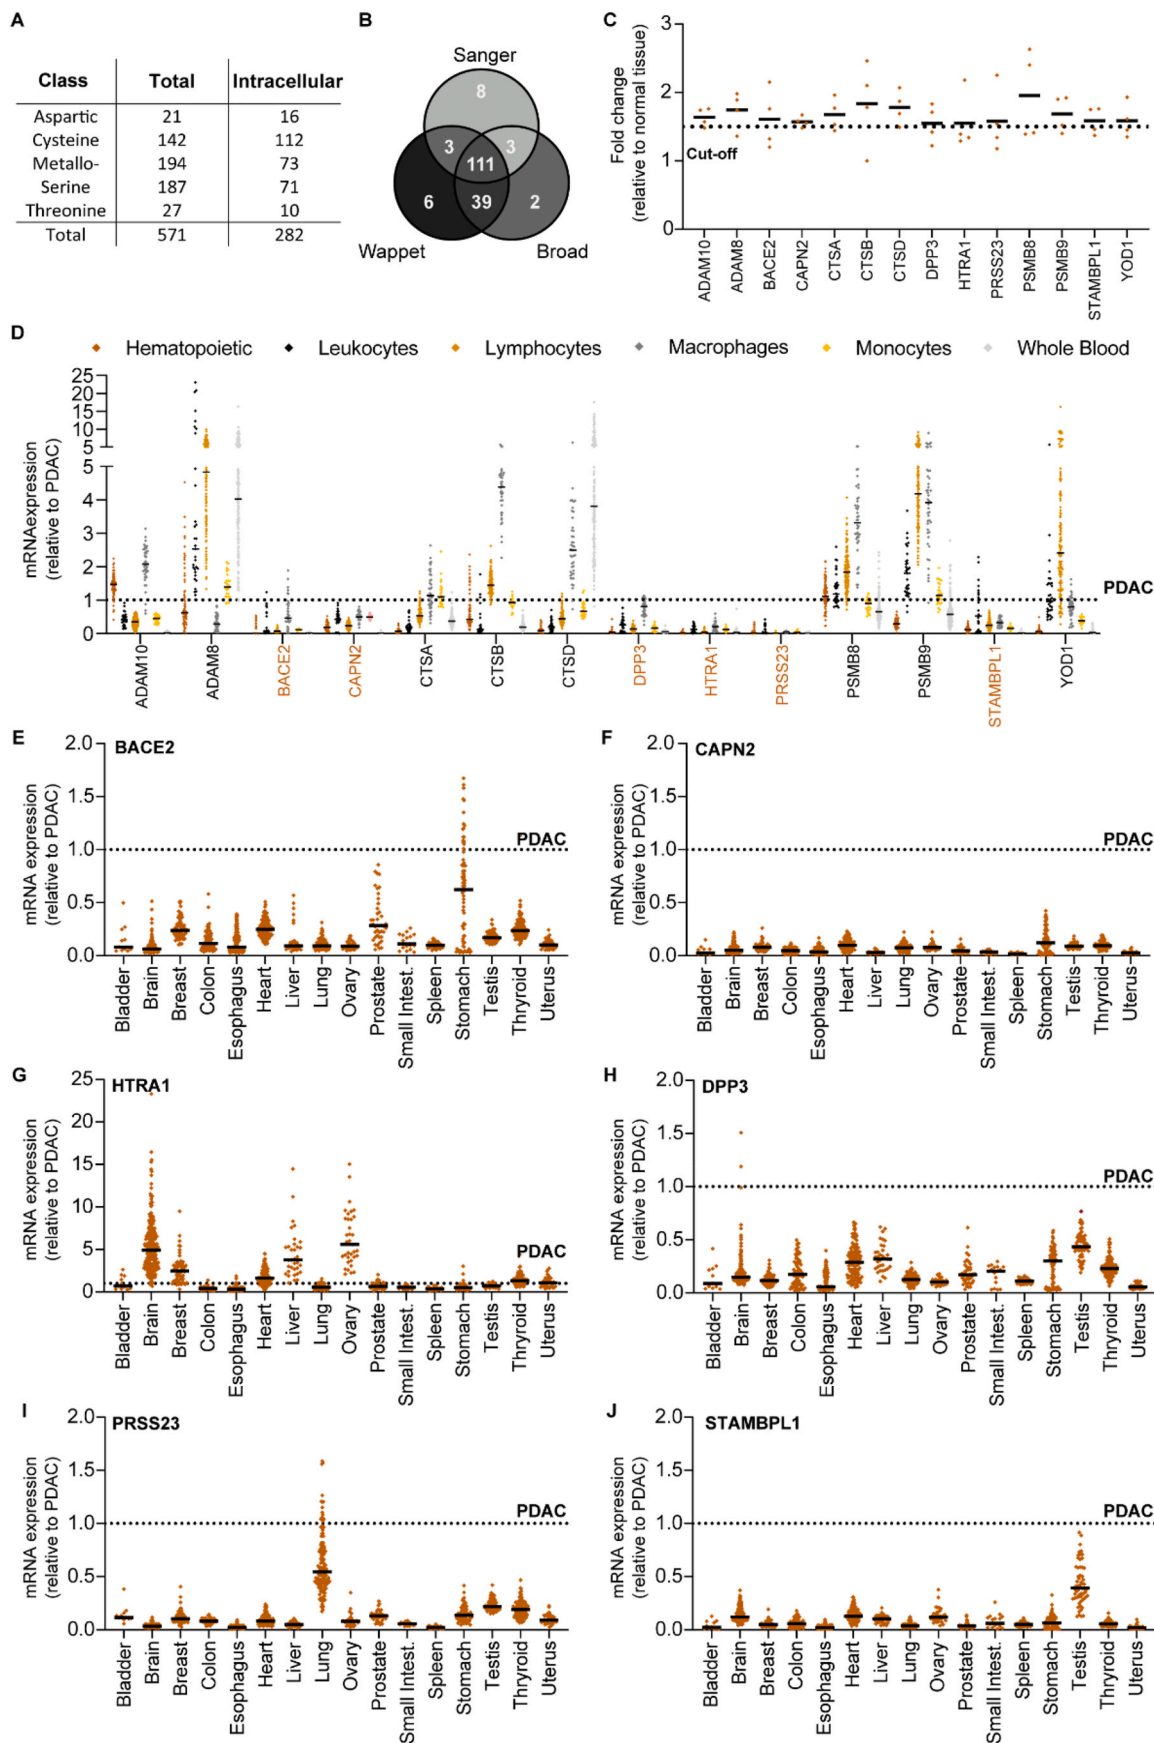 A
Class Total Intracellular
Aspartic 21 16
Cysteine 142 112
Metallo- 194 73
Serine 187 71
Threonine 27 10
Total 571 282
B
Sanger
8
3 3
111
6 39 2
Wappet Broad
C
Fold change
(relative to normal tissue)
3
2
1
0
Cut-off
ADAM10
ADAM8
BACE2
CAPN2
CTSA
CTSB
CTSD
DPP3
HTRA1
PRSS23
PSMB8
PSMB9
STAMBPL1
YOD1
D
Hematopoietic Leukocytes Lymphocytes Macrophages Monocytes Whole Blood
mRNAexpression
(relative to PDAC)
25
20
15
10
5
5
4
3
2
1
0
PDAC
ADAM10
ADAM8
BACE2
CAPN2
CTSA
CTSB
CTSD
DPP3
HTRA1
PRSS23
PSMB8
PSMB9
STAMBPL1
YOD1
E
BACE2
mRNA expression
(relative to PDAC)
2.0
1.5
1.0
0.5
0.0
PDAC
Bladder
Brain
Breast
Colon
Esophagus
Heart
Liver
Lung
Ovary
Prostate
Small Intest.
Spleen
Stomach
Testis
Thryroid
Uterus
F
CAPN2
mRNA expression
(relative to PDAC)
2.0
1.5
1.0
0.5
0.0
PDAC
Bladder
Brain
Breast
Colon
Esophagus
Heart
Liver
Lung
Ovary
Prostate
Small Intest.
Spleen
Stomach
Testis
Thryroid
Uterus
G
HTRA1
mRNA expression
(relative to PDAC)
25
20
15
10
5
0
PDAC
Bladder
Brain
Breast
Colon
Esophagus
Heart
Liver
Lung
Ovary
Prostate
Small Intest.
Spleen
Stomach
Testis
Thryroid
Uterus
H
DPP3
mRNA expression
(relative to PDAC)
2.0
1.5
1.0
0.5
0.0
PDAC
Bladder
Brain
Breast
Colon
Esophagus
Heart
Liver
Lung
Ovary
Prostate
Small Intest.
Spleen
Stomach
Testis
Thryroid
Uterus
I
PRSS23
mRNA expression
(relative to PDAC)
2.0
1.5
1.0
0.5
0.0
PDAC
Bladder
Brain
Breast
Colon
Esophagus
Heart
Liver
Lung
Ovary
Prostate
Small Intest.
Spleen
Stomach
Testis
Thryroid
Uterus
J
STAMBPL1
mRNA expression
(relative to PDAC)
2.0
1.5
1.0
0.5
0.0
PDAC
Bladder
Brain
Breast
Colon
Esophagus
Heart
Liver
Lung
Ovary
Prostate
Small Intest.
Spleen
Stomach
Testis
Thryroid
Uterus